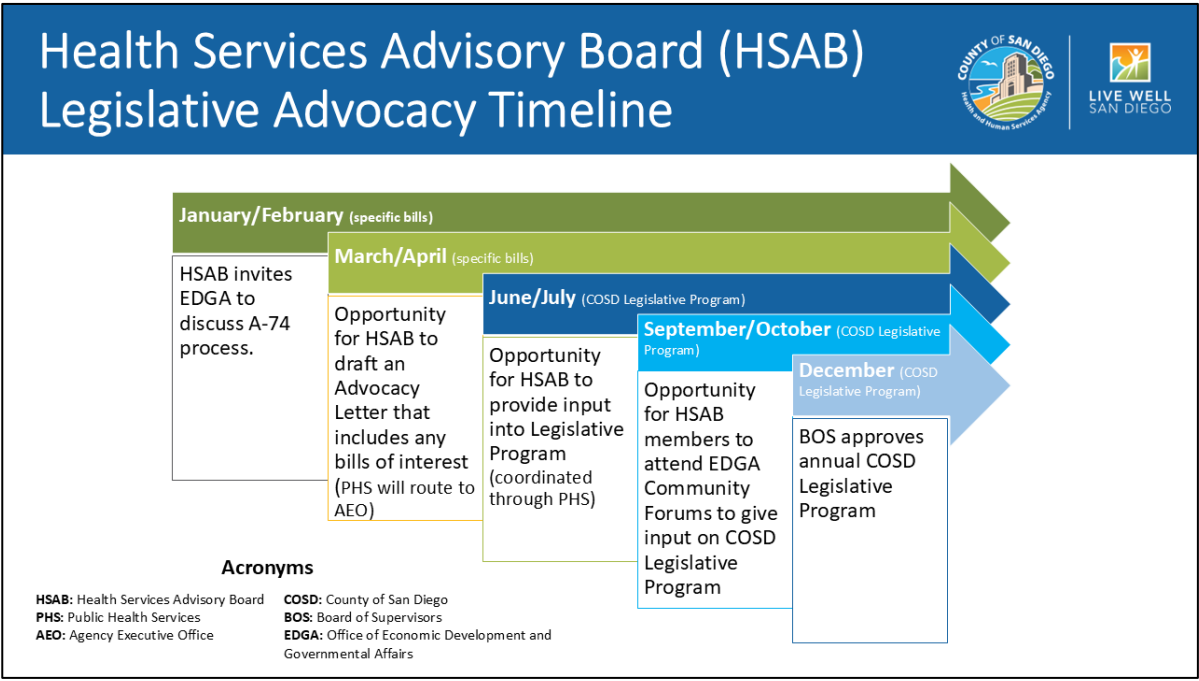 Health Services Advisory Board (HSAB)
Legislative Advocacy Timeline
COUNTY OF SAN DIEGO
Health and Human Services Agency
LIVE WELL
SAN DIEGO
January/February (specific bills)
HSAB invites
EDGA to
discuss A-74
process.
March/April (specific bills)
Opportunity
for HSAB to
draft an
Advocacy
Letter that
includes any
bills of interest
(PHS will route to
AEO)
June/July (COSD Legislative Program)
Opportunity
for HSAB to
provide input
into Legislative
Program
(coordinated
through PHS)
September/October (COSD Legislative
Program)
Opportunity
for HSAB
members to
attend EDGA
Community
Forums to give
input on COSD
Legislative
Program
December (COSD
Legislative Program)
BOS approves
annual COSD
Legislative
Program
Acronyms
HSAB: Health Services Advisory Board
PHS: Public Health Services
AEO: Agency Executive Office
COSD: County of San Diego
BOS: Board of Supervisors
EDGA: Office of Economic Development and
Governmental Affairs